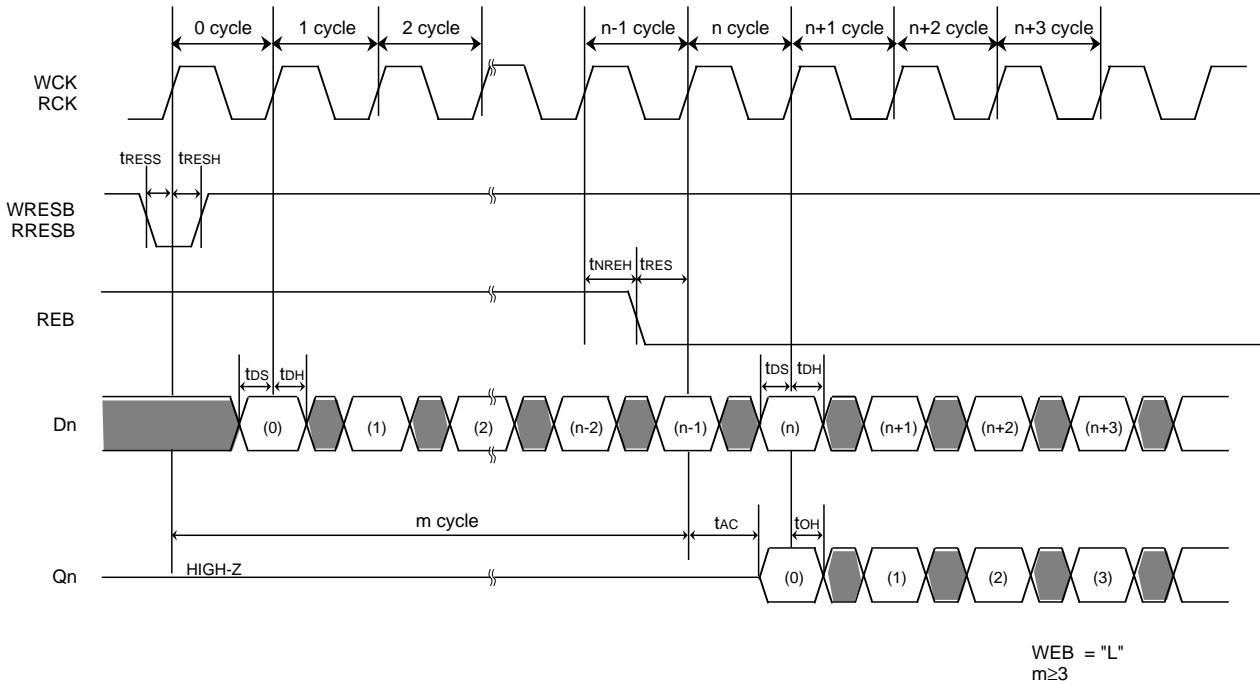 0 cycle 1 cycle 2 cycle n-1 cycle n cycle n+1 cycle n+2 cycle n+3 cycle
WCK
RCK
tRESS tRESH
WRESB
RRESB
tNREH tRES
REB
tDS tDH tDS tDH
Dn (0) (1) (2) (n-2) (n-1) (n) (n+1) (n+2) (n+3)
m cycle tAC tOH
Qn HIGH-Z (0) (1) (2) (3)
WEB = "L"
m≥3